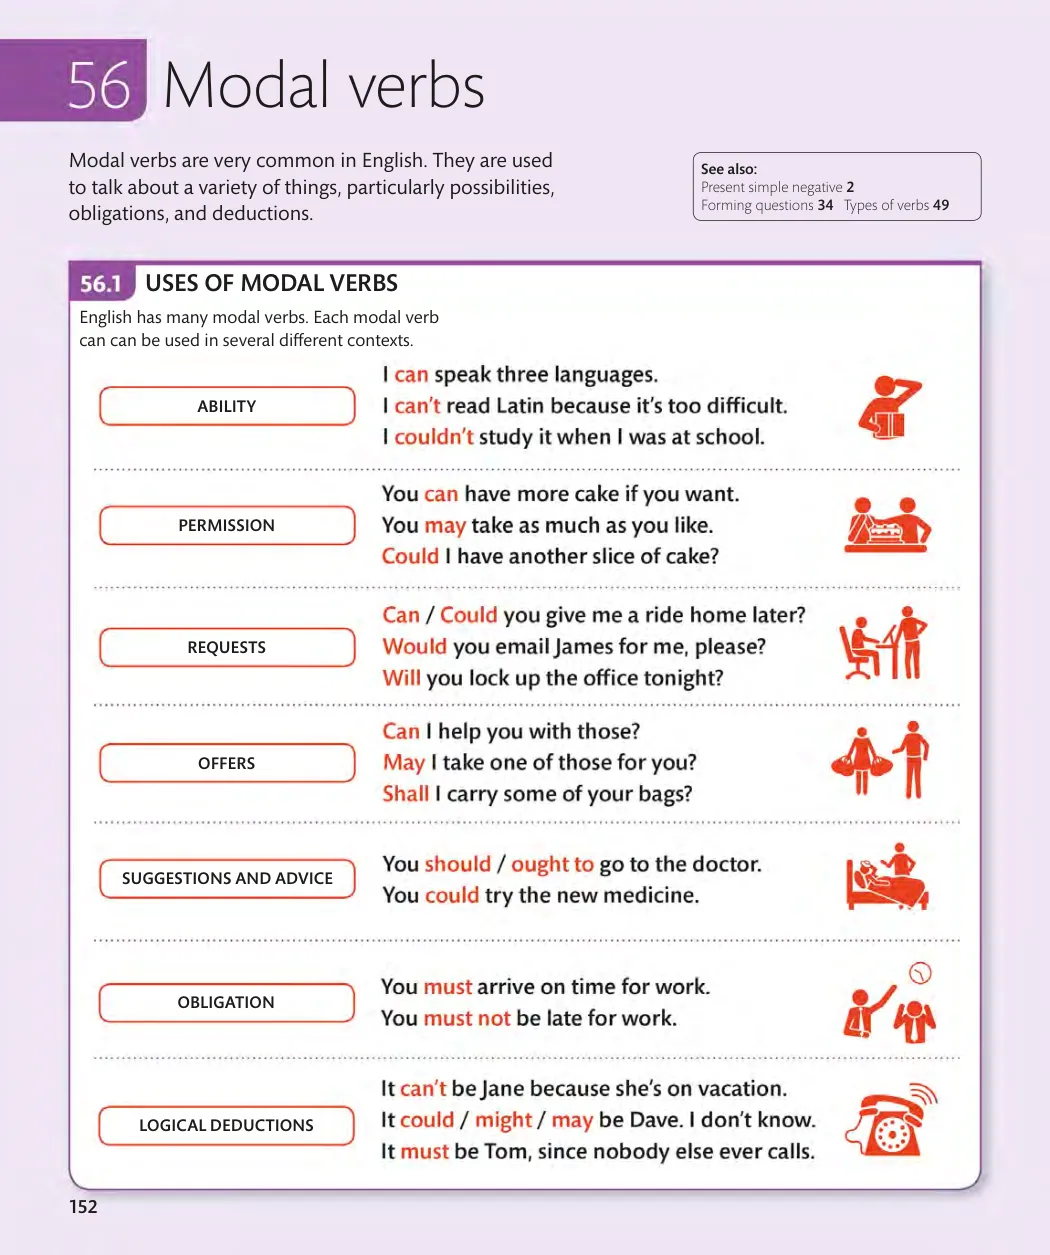 56 Modal verbs
Modal verbs are very common in English. They are used
to talk about a variety of things, particularly possibilities,
obligations, and deductions.
See also:
Present simple negative 2
Forming questions 34 Types of verbs 49
56.1 USES OF MODAL VERBS
English has many modal verbs. Each modal verb
can can be used in several different contexts.
ABILITY
I can speak three languages.
I can't read Latin because it's too difficult.
I couldn't study it when I was at school.
PERMISSION
You can have more cake if you want.
You may take as much as you like.
Could I have another slice of cake?
REQUESTS
Can / Could you give me a ride home later?
Would you email James for me, please?
Will you lock up the office tonight?
OFFERS
Can I help you with those?
May I take one of those for you?
Shall I carry some of your bags?
SUGGESTIONS AND ADVICE
You should / ought to go to the doctor.
You could try the new medicine.
OBLIGATION
You must arrive on time for work.
You must not be late for work.
LOGICAL DEDUCTIONS
It can't be Jane because she's on vacation.
It could / might / may be Dave. I don't know.
It must be Tom, since nobody else ever calls.
152